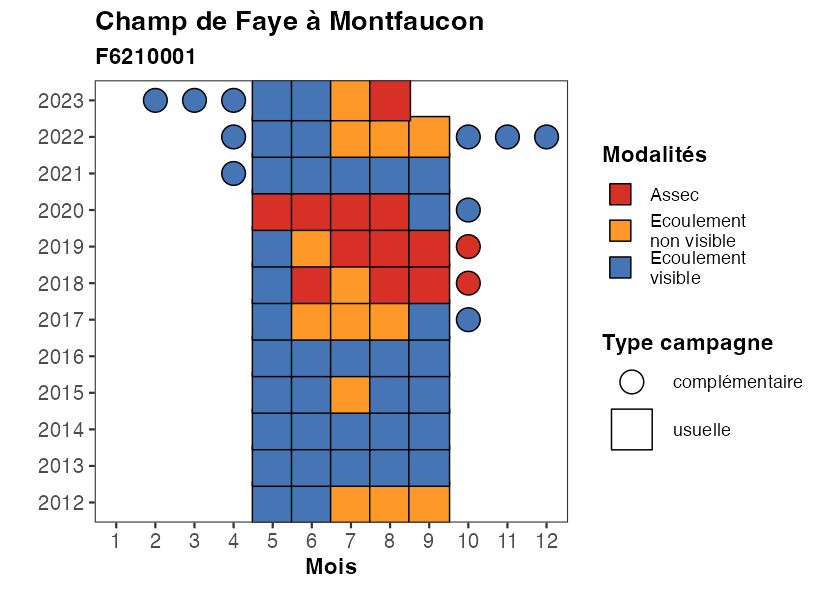 Champ de Faye à Montfaucon
F6210001
2023
2022
2021
2020
2019
2018
2017
2016
2015
2014
2013
2012
1 2 3 4 5 6 7 8 9 10 11 12
Mois
Modalités
Assec
Ecoulement
non visible
Ecoulement
visible
Type campagne
complémentaire
usuelle